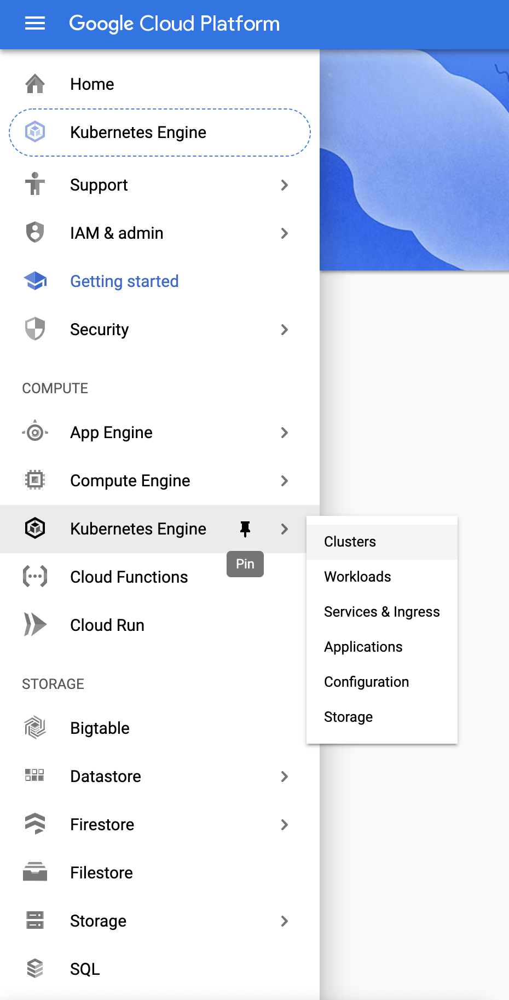 Google Cloud Platform
Home
Kubernetes Engine
Support
IAM & admin
Getting started
Security
COMPUTE
App Engine
Compute Engine
Kubernetes Engine
Pin
Cloud Functions
Cloud Run
STORAGE
Bigtable
Datastore
Firestore
Filestore
Storage
SQL
Clusters
Workloads
Services & Ingress
Applications
Configuration
Storage